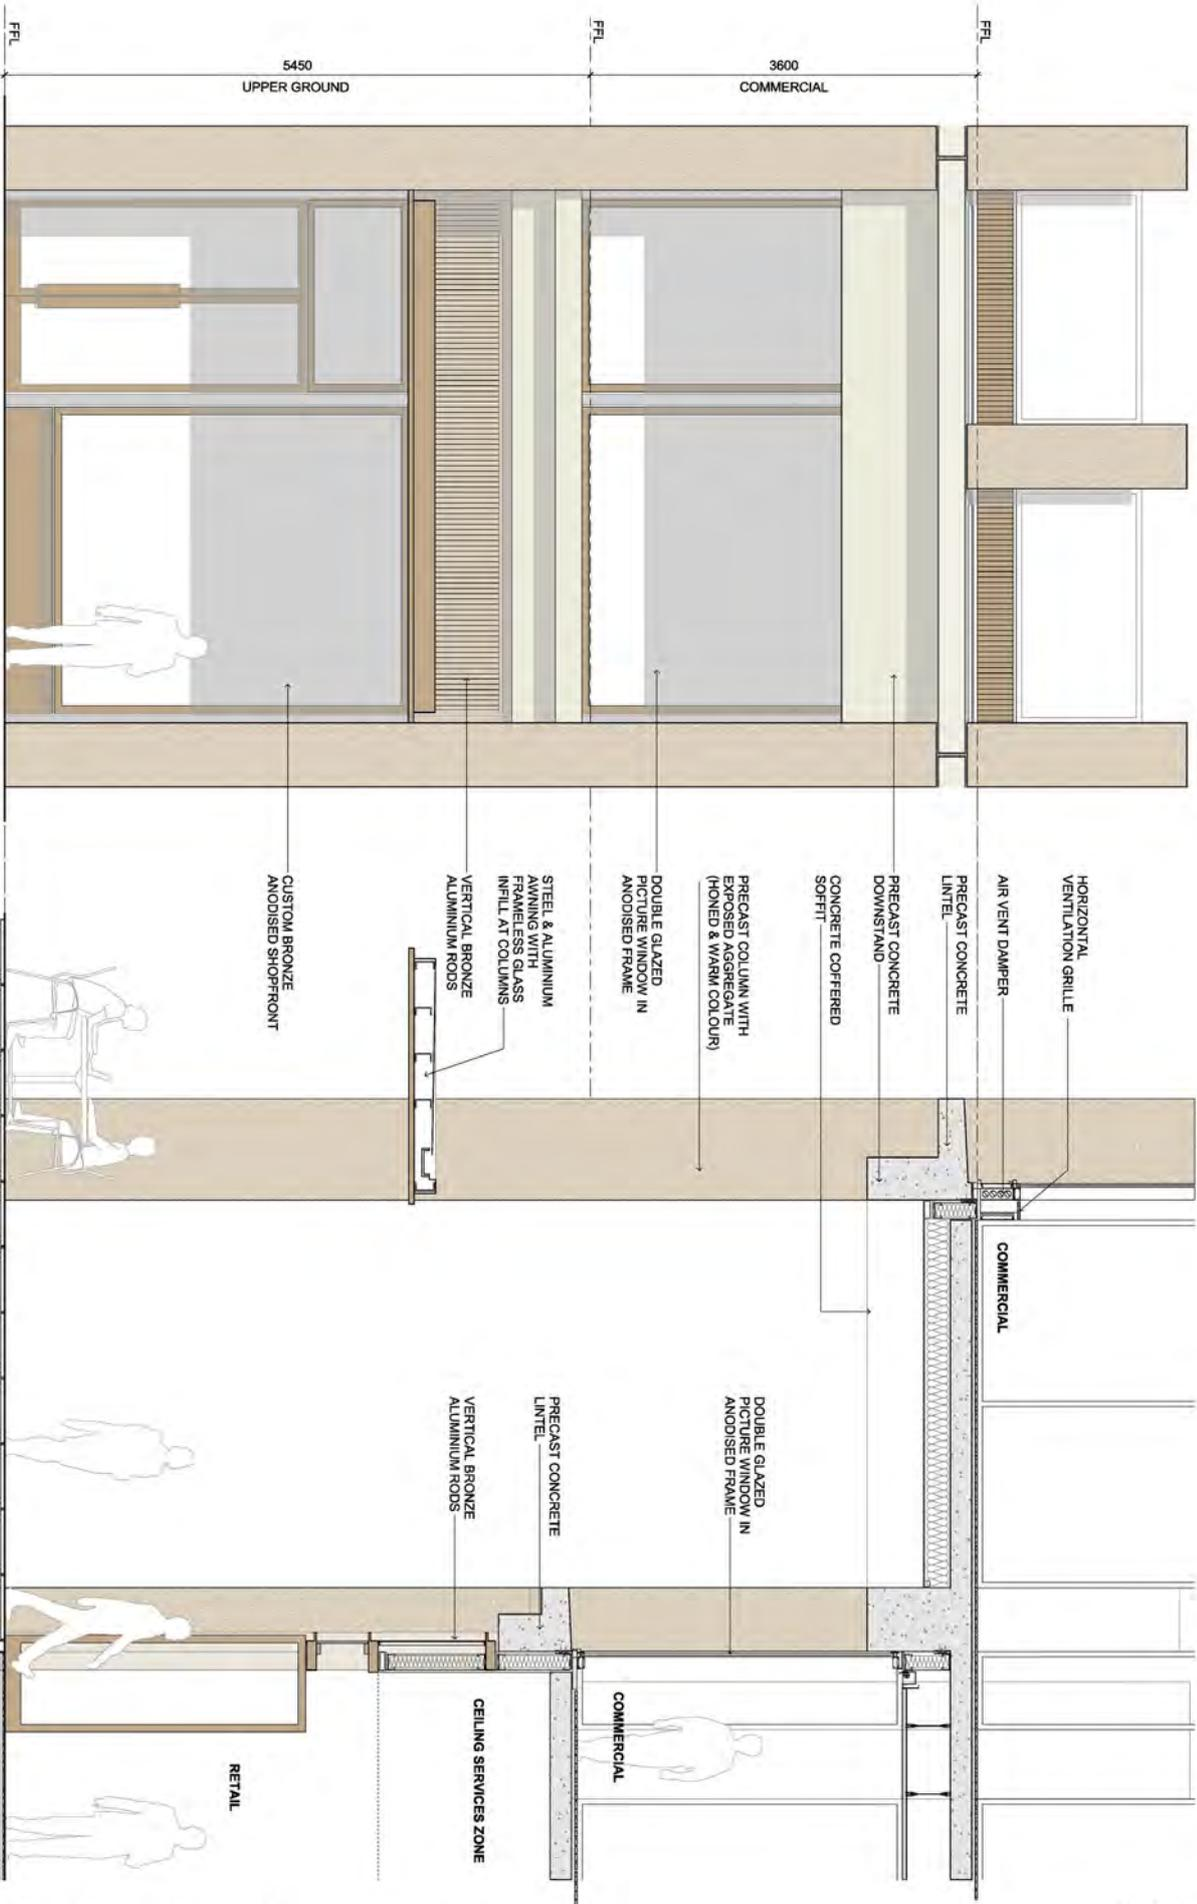 FFL
3600
COMMERCIAL
FFL
5450
UPPER GROUND
FFL
HORIZONTAL
VENTILATION GRILLE
AIR VENT DAMPER
PRECAST CONCRETE
LINTEL
PRECAST CONCRETE
DOWNSTAND
CONCRETE COFFERED
SOFFIT
PRECAST COLUMN WITH
EXPOSED AGGREGATE
(HONED & WARM COLOUR)
DOUBLE GLAZED
PICTURE WINDOW IN
ANODISED FRAME
STEEL & ALUMINIUM
AWNING WITH
FRAMELESS GLASS
INFILL AT COLUMNS
VERTICAL BRONZE
ALUMINIUM RODS
CUSTOM BRONZE
ANODISED SHOPFRONT
COMMERCIAL
DOUBLE GLAZED
PICTURE WINDOW IN
ANODISED FRAME
PRECAST CONCRETE
LINTEL
VERTICAL BRONZE
ALUMINIUM RODS
COMMERCIAL
CEILING SERVICES ZONE
RETAIL